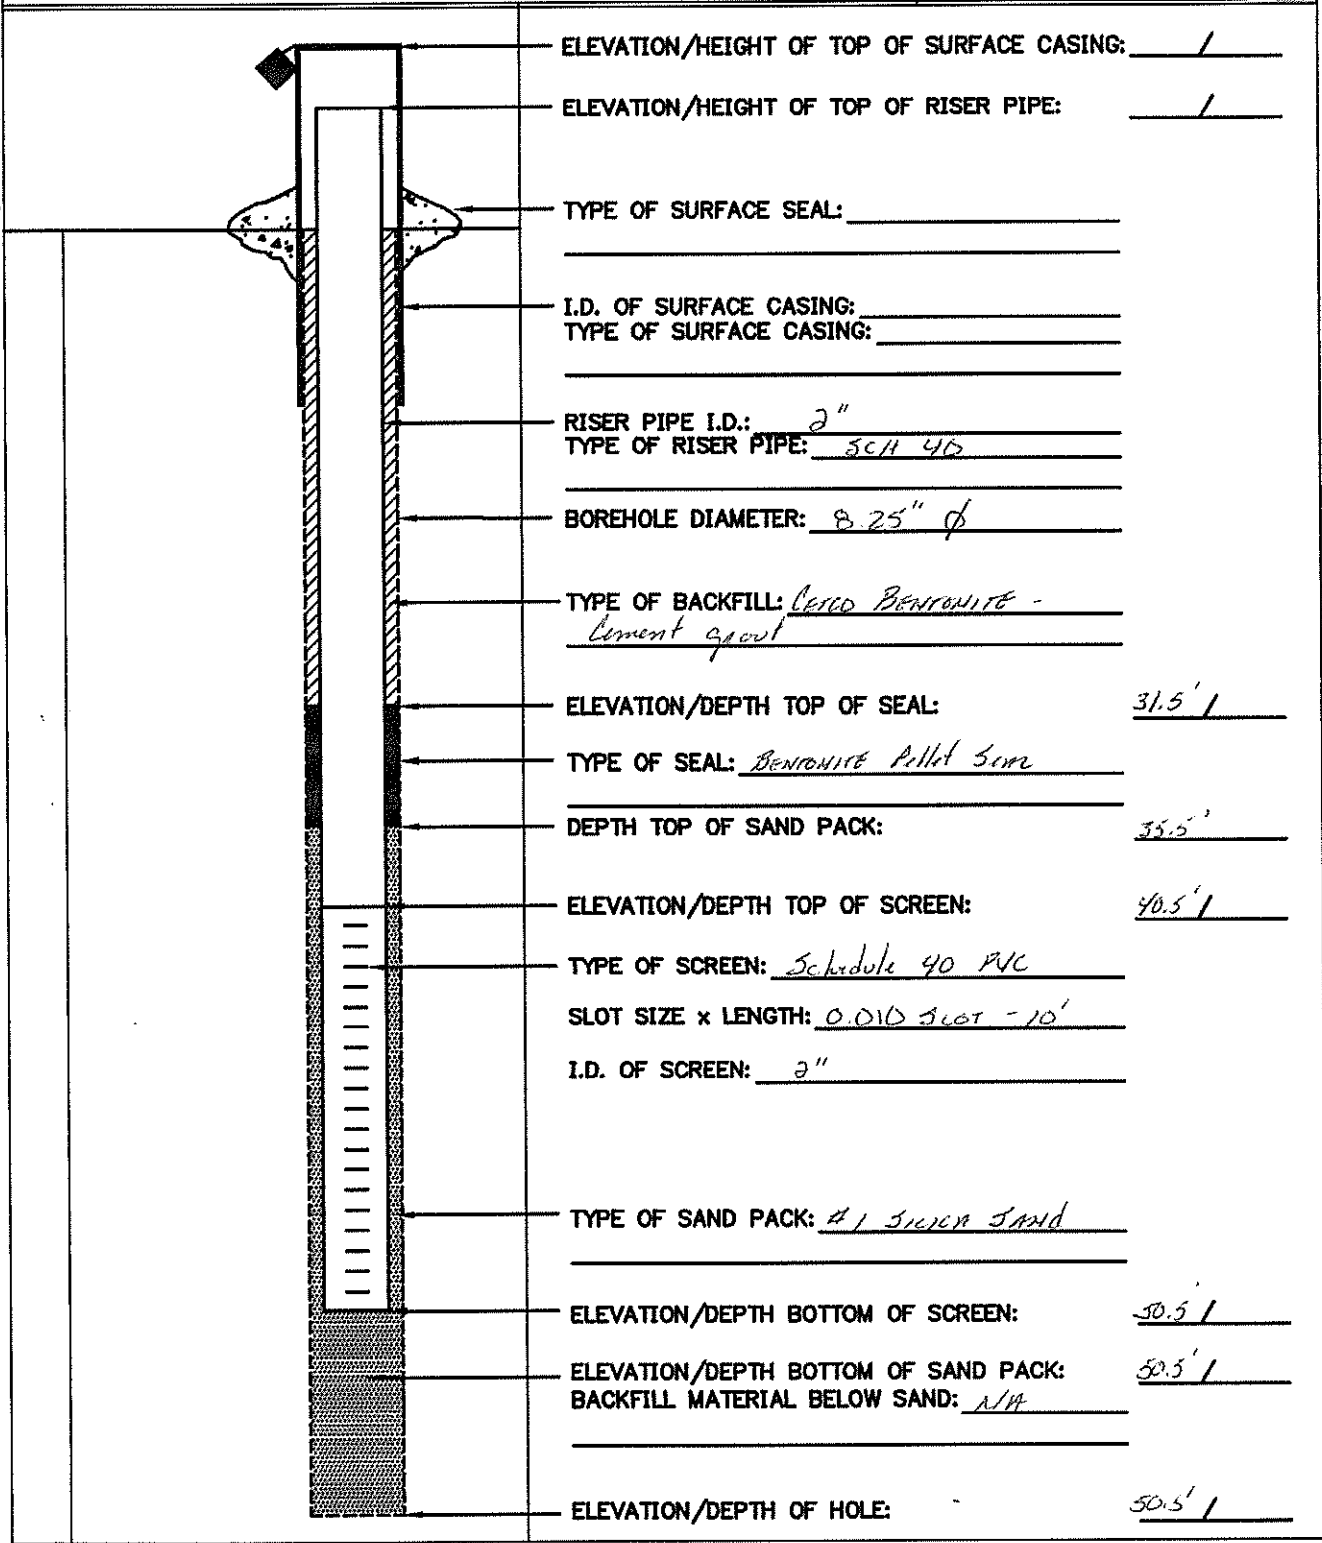 ELEVATION/HEIGHT OF TOP OF SURFACE CASING: /
ELEVATION/HEIGHT OF TOP OF RISER PIPE: /
TYPE OF SURFACE SEAL:
I.D. OF SURFACE CASING:
TYPE OF SURFACE CASING:
RISER PIPE I.D.: 2"
TYPE OF RISER PIPE: SCH 40
BOREHOLE DIAMETER: 8.25" Ø
TYPE OF BACKFILL: CETCO BENTONITE -
Cement grout
ELEVATION/DEPTH TOP OF SEAL: 31.5' /
TYPE OF SEAL: BENTONITE Pellet
DEPTH TOP OF SAND PACK: 35.5'
ELEVATION/DEPTH TOP OF SCREEN: 40.5' /
TYPE OF SCREEN: Schedule 40 PVC
SLOT SIZE x LENGTH: 0.010 SLOT - 10'
I.D. OF SCREEN: 2"
TYPE OF SAND PACK: #1 SILICA SAND
ELEVATION/DEPTH BOTTOM OF SCREEN: 50.5' /
ELEVATION/DEPTH BOTTOM OF SAND PACK: 50.5' /
BACKFILL MATERIAL BELOW SAND: N/A
ELEVATION/DEPTH OF HOLE: 50.5' /